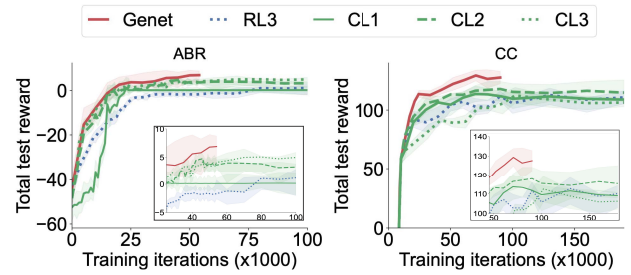 Genet RL3 CL1 CL2 CL3
ABR
Total test reward
0
−20
−40
−60
10
5
0
−5
40 60 80 100
0 25 50 75 100
Training iterations (x1000)
CC
Total test reward
100
50
0
140
130
120
110
100
50 100 150
0 50 100 150
Training iterations (x1000)